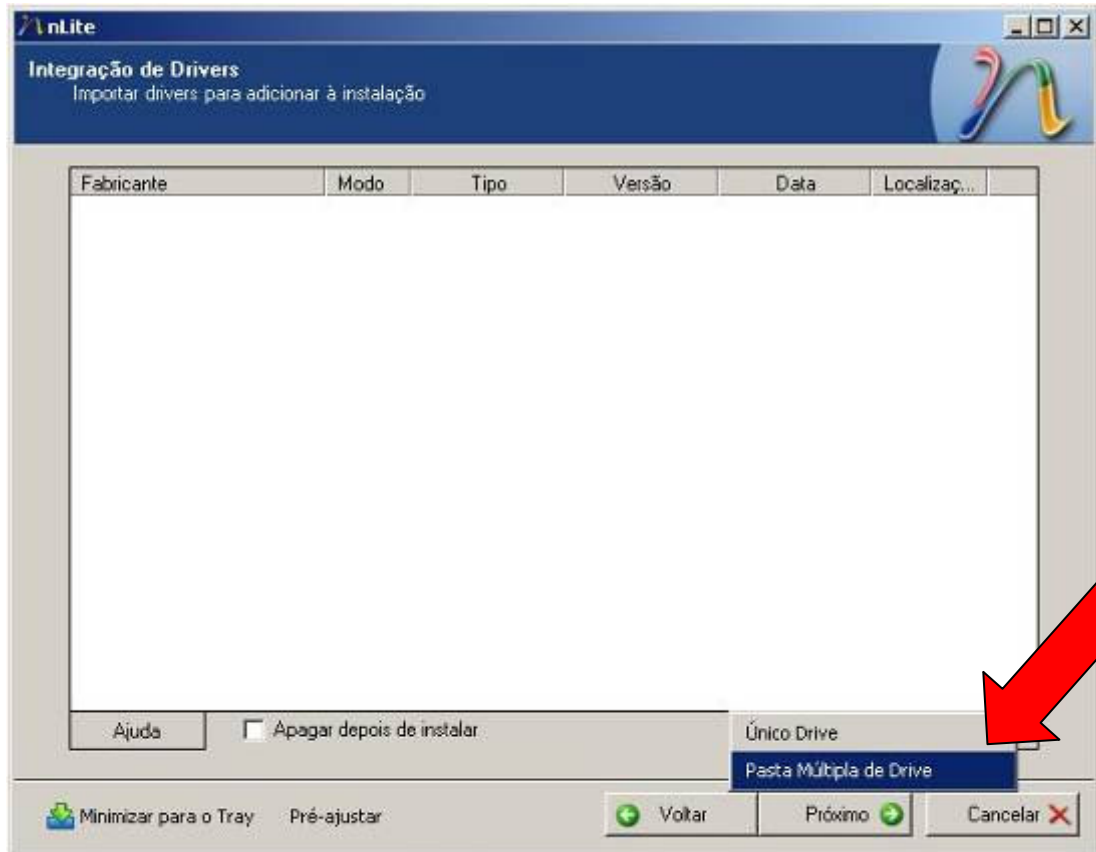 nLite
Integração de Drivers
Importar drivers para adicionar à instalação
Fabricante Modo Tipo Versão Data Localizaç...
Ajuda Apagar depois de instalar Único Drive
Pasta Múltipla de Drive
Minimizar para o Tray Pré-ajustar Voltar Próximo Cancelar